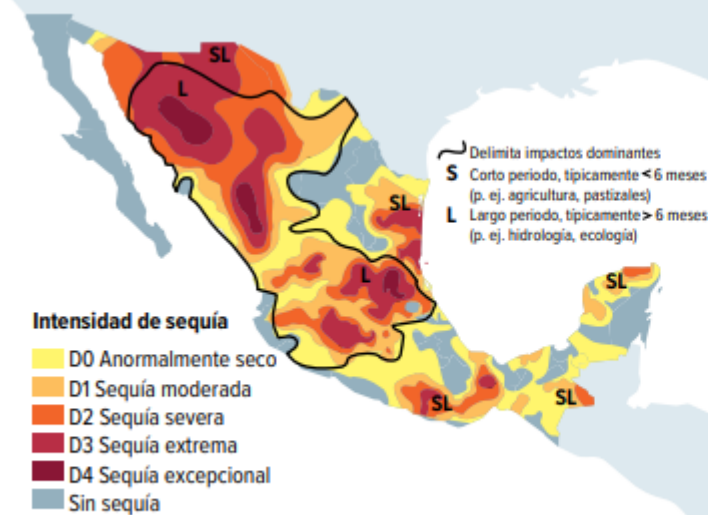 SL
L
Delimita impactos dominantes
S Corto periodo, típicamente < 6 meses
(p. ej. agricultura, pastizales)
L Largo periodo, típicamente > 6 meses
(p. ej. hidrología, ecología)
SL
L
SL
Intensidad de sequía
D0 Anormalmente seco
D1 Sequía moderada
D2 Sequía severa
D3 Sequía extrema
D4 Sequía excepcional
Sin sequía
SL
SL